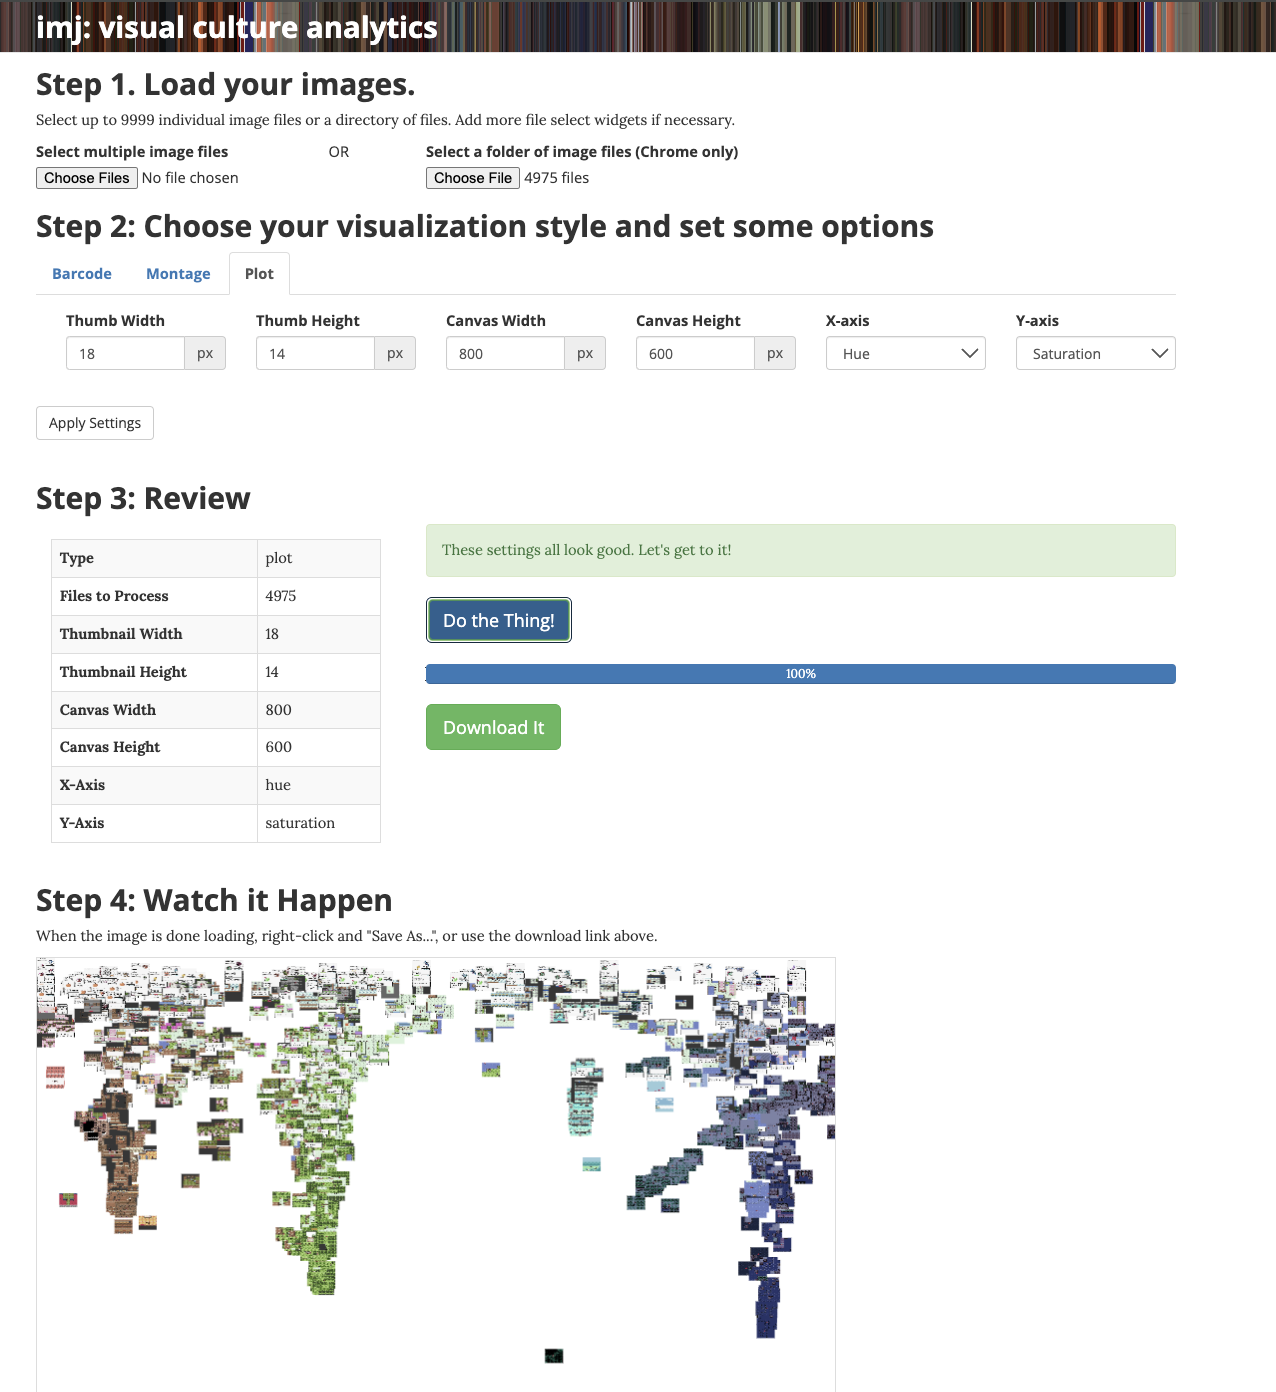 imj: visual culture analytics
Step 1. Load your images.
Select up to 9999 individual image files or a directory of files. Add more file select widgets if necessary.
Select multiple image files OR Select a folder of image files (Chrome only)
Choose Files No file chosen Choose File 4975 files
Step 2: Choose your visualization style and set some options
Barcode Montage Plot
Thumb Width Thumb Height Canvas Width Canvas Height X-axis Y-axis
18 px 14 px 800 px 600 px Hue Saturation
Apply Settings
Step 3: Review
These settings all look good. Let's get to it!
Type plot
Files to Process 4975
Thumbnail Width 18
Thumbnail Height 14
Canvas Width 800
Canvas Height 600
X-Axis hue
Y-Axis saturation
Do the Thing!
100%
Download It
Step 4: Watch it Happen
When the image is done loading, right-click and "Save As...", or use the download link above.